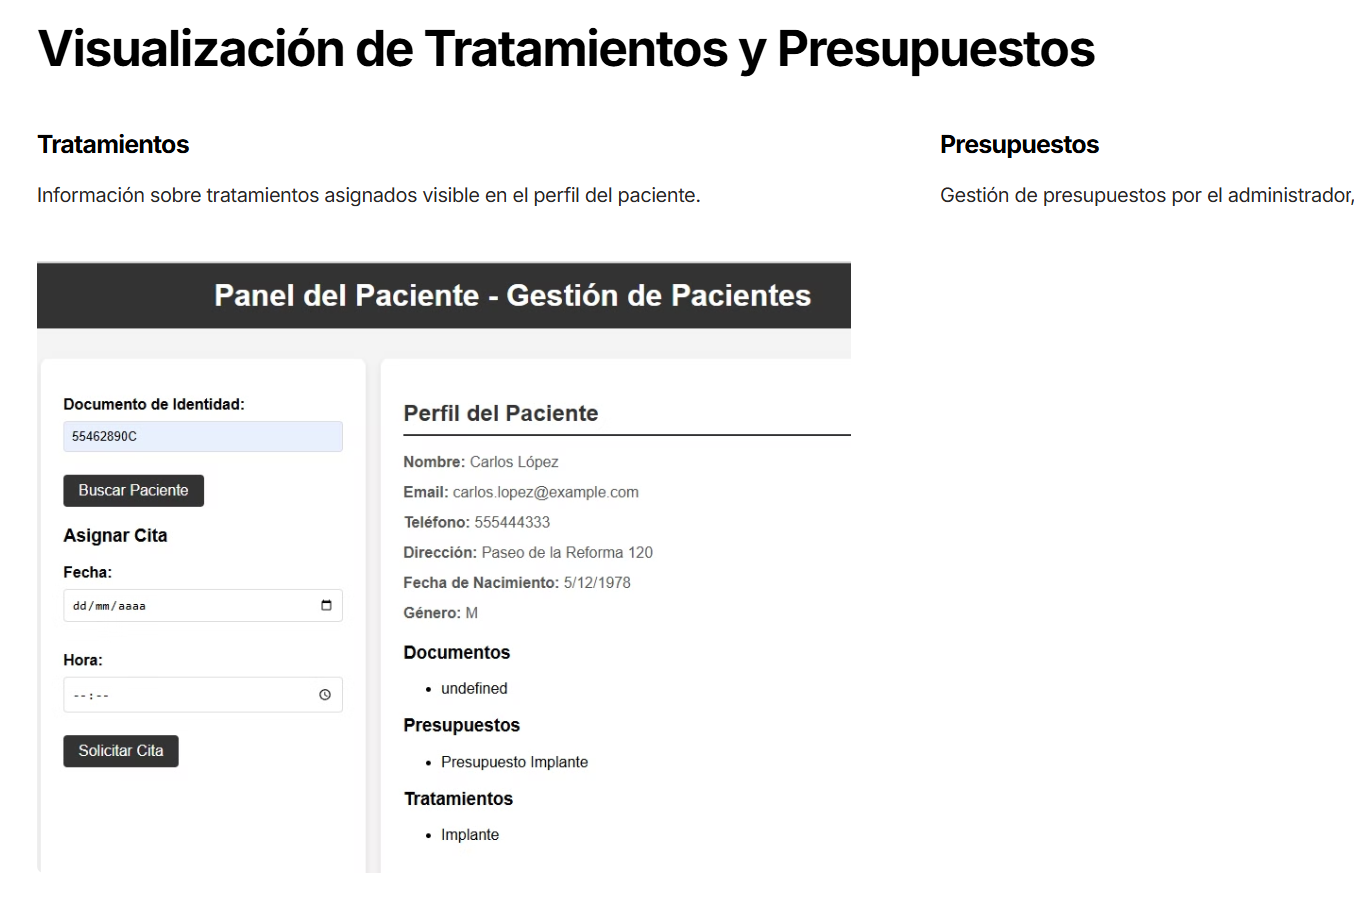 Visualización de Tratamientos y Presupuestos
Tratamientos
Información sobre tratamientos asignados visible en el perfil del paciente.
Presupuestos
Gestión de presupuestos por el administrador,
Panel del Paciente - Gestión de Pacientes
Documento de Identidad:
55462890C
Buscar Paciente
Asignar Cita
Fecha:
dd/mm/aaaa
Hora:
--:--
Solicitar Cita
Perfil del Paciente
Nombre: Carlos López
Email: carlos.lopez@example.com
Teléfono: 555444333
Dirección: Paseo de la Reforma 120
Fecha de Nacimiento: 5/12/1978
Género: M
Documentos
• undefined
Presupuestos
• Presupuesto Implante
Tratamientos
• Implante